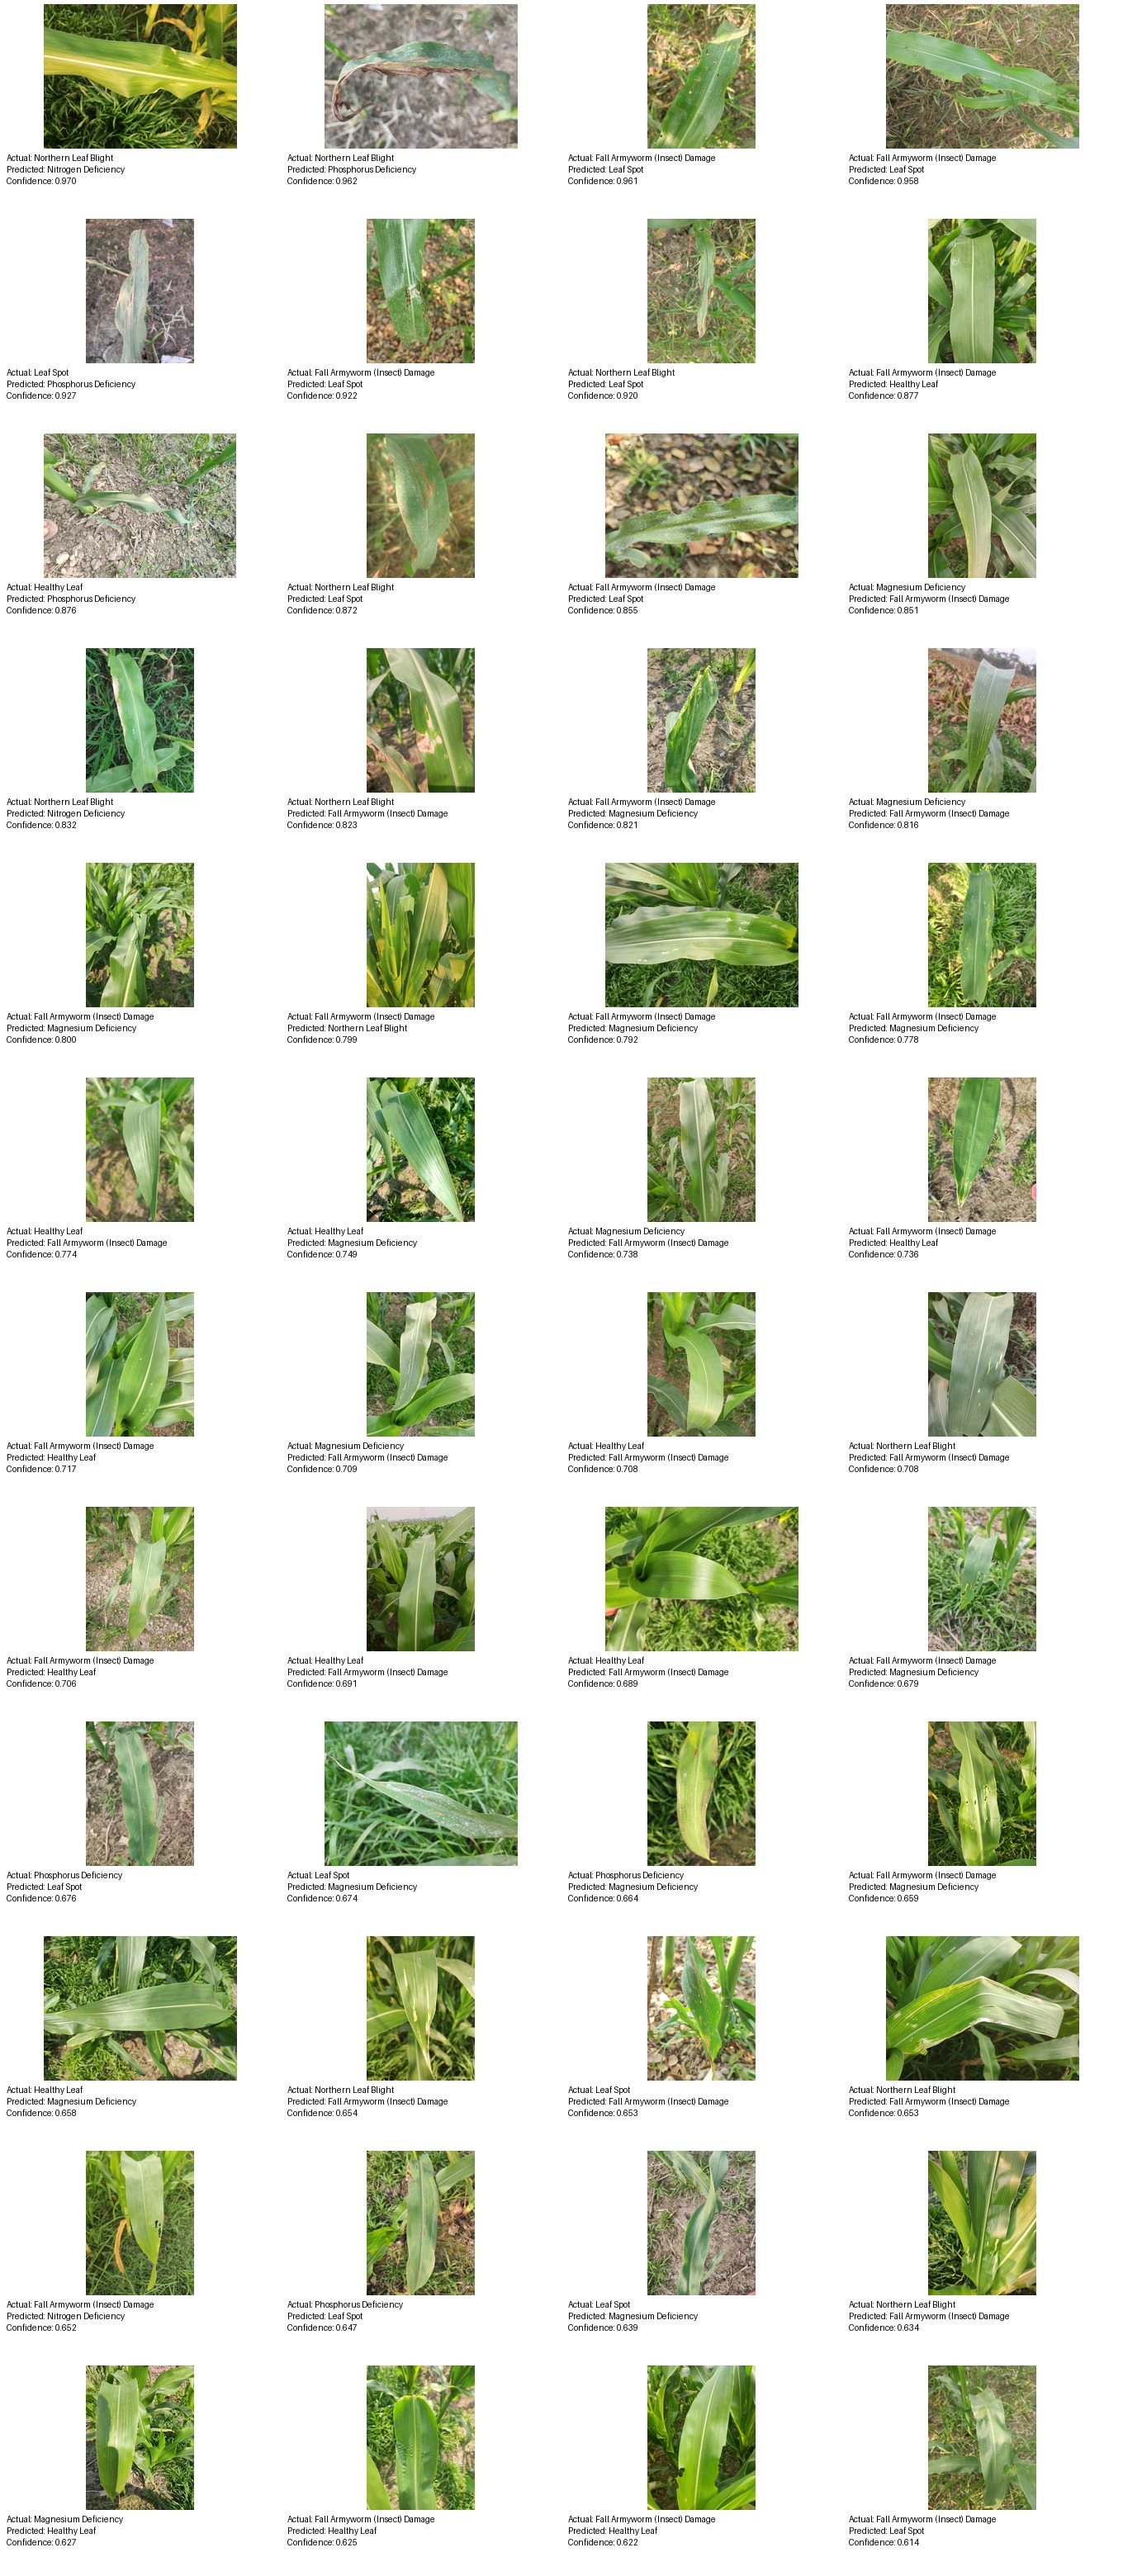 Actual: Northern Leaf Blight
Predicted: Nitrogen Deficiency
Confidence: 0.970
Actual: Northern Leaf Blight
Predicted: Phosphorus Deficiency
Confidence: 0.962
Actual: Fall Armyworm (Insect) Damage
Predicted: Leaf Spot
Confidence: 0.961
Actual: Fall Armyworm (Insect) Damage
Predicted: Leaf Spot
Confidence: 0.958
Actual: Leaf Spot
Predicted: Phosphorus Deficiency
Confidence: 0.927
Actual: Fall Armyworm (Insect) Damage
Predicted: Leaf Spot
Confidence: 0.922
Actual: Northern Leaf Blight
Predicted: Leaf Spot
Confidence: 0.920
Actual: Fall Armyworm (Insect) Damage
Predicted: Healthy Leaf
Confidence: 0.877
Actual: Healthy Leaf
Predicted: Phosphorus Deficiency
Confidence: 0.876
Actual: Northern Leaf Blight
Predicted: Leaf Spot
Confidence: 0.872
Actual: Fall Armyworm (Insect) Damage
Predicted: Leaf Spot
Confidence: 0.855
Actual: Magnesium Deficiency
Predicted: Fall Armyworm (Insect) Damage
Confidence: 0.851
Actual: Northern Leaf Blight
Predicted: Nitrogen Deficiency
Confidence: 0.832
Actual: Northern Leaf Blight
Predicted: Fall Armyworm (Insect) Damage
Confidence: 0.823
Actual: Fall Armyworm (Insect) Damage
Predicted: Magnesium Deficiency
Confidence: 0.821
Actual: Magnesium Deficiency
Predicted: Fall Armyworm (Insect) Damage
Confidence: 0.816
Actual: Fall Armyworm (Insect) Damage
Predicted: Magnesium Deficiency
Confidence: 0.800
Actual: Fall Armyworm (Insect) Damage
Predicted: Northern Leaf Blight
Confidence: 0.799
Actual: Fall Armyworm (Insect) Damage
Predicted: Magnesium Deficiency
Confidence: 0.792
Actual: Fall Armyworm (Insect) Damage
Predicted: Magnesium Deficiency
Confidence: 0.778
Actual: Healthy Leaf
Predicted: Fall Armyworm (Insect) Damage
Confidence: 0.774
Actual: Healthy Leaf
Predicted: Magnesium Deficiency
Confidence: 0.749
Actual: Magnesium Deficiency
Predicted: Fall Armyworm (Insect) Damage
Confidence: 0.738
Actual: Fall Armyworm (Insect) Damage
Predicted: Healthy Leaf
Confidence: 0.736
Actual: Fall Armyworm (Insect) Damage
Predicted: Healthy Leaf
Confidence: 0.717
Actual: Magnesium Deficiency
Predicted: Fall Armyworm (Insect) Damage
Confidence: 0.709
Actual: Healthy Leaf
Predicted: Fall Armyworm (Insect) Damage
Confidence: 0.708
Actual: Northern Leaf Blight
Predicted: Fall Armyworm (Insect) Damage
Confidence: 0.708
Actual: Fall Armyworm (Insect) Damage
Predicted: Healthy Leaf
Confidence: 0.706
Actual: Healthy Leaf
Predicted: Fall Armyworm (Insect) Damage
Confidence: 0.691
Actual: Healthy Leaf
Predicted: Fall Armyworm (Insect) Damage
Confidence: 0.689
Actual: Fall Armyworm (Insect) Damage
Predicted: Magnesium Deficiency
Confidence: 0.679
Actual: Phosphorus Deficiency
Predicted: Leaf Spot
Confidence: 0.676
Actual: Leaf Spot
Predicted: Magnesium Deficiency
Confidence: 0.674
Actual: Phosphorus Deficiency
Predicted: Magnesium Deficiency
Confidence: 0.664
Actual: Fall Armyworm (Insect) Damage
Predicted: Magnesium Deficiency
Confidence: 0.659
Actual: Healthy Leaf
Predicted: Magnesium Deficiency
Confidence: 0.658
Actual: Northern Leaf Blight
Predicted: Fall Armyworm (Insect) Damage
Confidence: 0.654
Actual: Leaf Spot
Predicted: Fall Armyworm (Insect) Damage
Confidence: 0.653
Actual: Northern Leaf Blight
Predicted: Fall Armyworm (Insect) Damage
Confidence: 0.653
Actual: Fall Armyworm (Insect) Damage
Predicted: Nitrogen Deficiency
Confidence: 0.652
Actual: Phosphorus Deficiency
Predicted: Leaf Spot
Confidence: 0.647
Actual: Leaf Spot
Predicted: Magnesium Deficiency
Confidence: 0.639
Actual: Northern Leaf Blight
Predicted: Fall Armyworm (Insect) Damage
Confidence: 0.634
Actual: Magnesium Deficiency
Predicted: Healthy Leaf
Confidence: 0.627
Actual: Fall Armyworm (Insect) Damage
Predicted: Healthy Leaf
Confidence: 0.625
Actual: Fall Armyworm (Insect) Damage
Predicted: Healthy Leaf
Confidence: 0.622
Actual: Fall Armyworm (Insect) Damage
Predicted: Leaf Spot
Confidence: 0.614